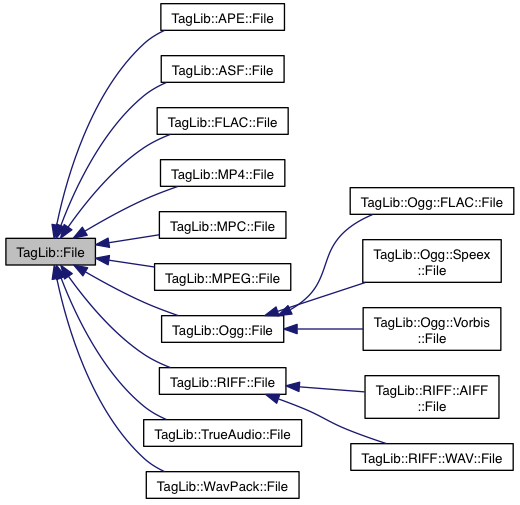 TagLib::APE::File
TagLib::ASF::File
TagLib::FLAC::File
TagLib::MP4::File
TagLib::Ogg::FLAC::File
TagLib::MPC::File
TagLib::File
TagLib::Ogg::Speex
::File
TagLib::MPEG::File
TagLib::Ogg::File
TagLib::Ogg::Vorbis
::File
TagLib::RIFF::File
TagLib::RIFF::AIFF
::File
TagLib::TrueAudio::File
TagLib::RIFF::WAV::File
TagLib::WavPack::File